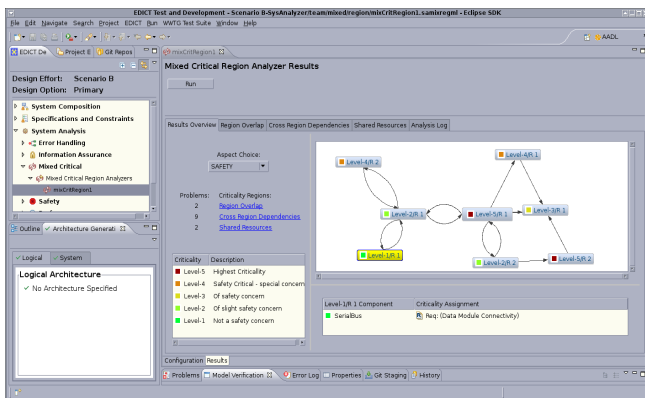 EDICT Test and Development - Scenario B-SysAnalyzer/team/mixed/region/mixCritRegion1.samixregml - Eclipse SDK
File Edit Navigate Search Project EDICT Run WWTG Test Suite Window Help
AADL
EDICT De Project E Git Repos
mixCritRegion1
Design Effort: Scenario B
Design Option: Primary
System Composition
Specifications and Constraints
System Analysis
Error Handling
Information Assurance
Mixed Critical
Mixed Critical Region Analyzers
mixCritRegion1
Safety
Outline Architecture Generati
Logical System
Logical Architecture
No Architecture Specified
Mixed Critical Region Analyzer Results
Run
Results Overview Region Overlap Cross Region Dependencies Shared Resources Analysis Log
Aspect Choice:
SAFETY
Problems: Criticality Regions:
2 Region Overlap
9 Cross Region Dependencies
2 Shared Resources
Criticality Description
Level-5 Highest Criticality
Level-4 Safety Critical - special concern
Level-3 Of safety concern
Level-2 Of slight safety concern
Level-1 Not a safety concern
Level-4/R 2
Level-4/R 1
Level-2/R 1
Level-5/R 1
Level-3/R 1
Level-1/R 1
Level-2/R 2
Level-5/R 2
Level-1/R 1 Component Criticality Assignment
SerialBus Req: (Data Module Connectivity)
Configuration Results
Problems Model Verification Error Log Properties Git Staging History